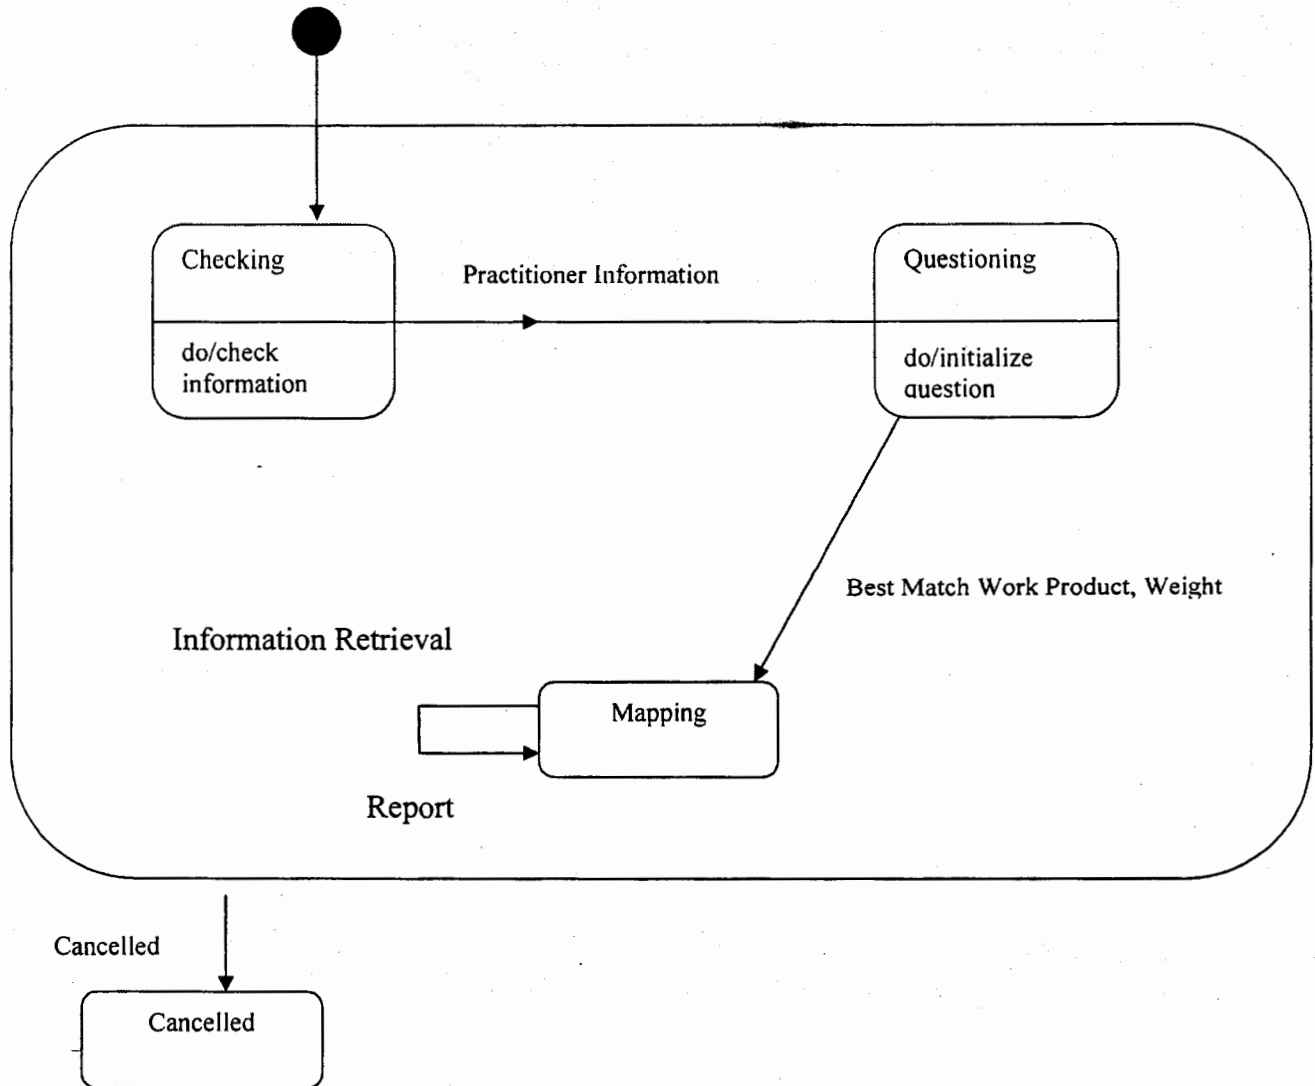 Checking
do/check
information
Practitioner Information
Questioning
do/initialize
question
Best Match Work Product, Weight
Information Retrieval
Mapping
Report
Cancelled
Cancelled